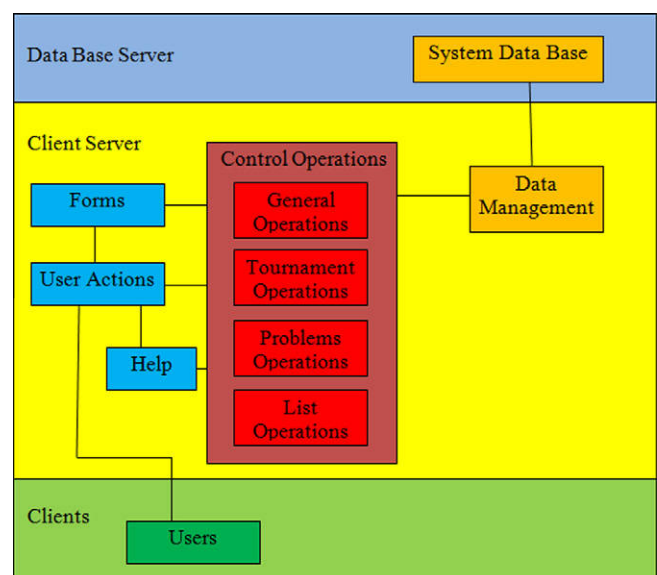 Data Base Server
System Data Base
Client Server
Control Operations
Forms
General
Operations
Data
Management
User Actions
Tournament
Operations
Help
Problems
Operations
List
Operations
Clients
Users